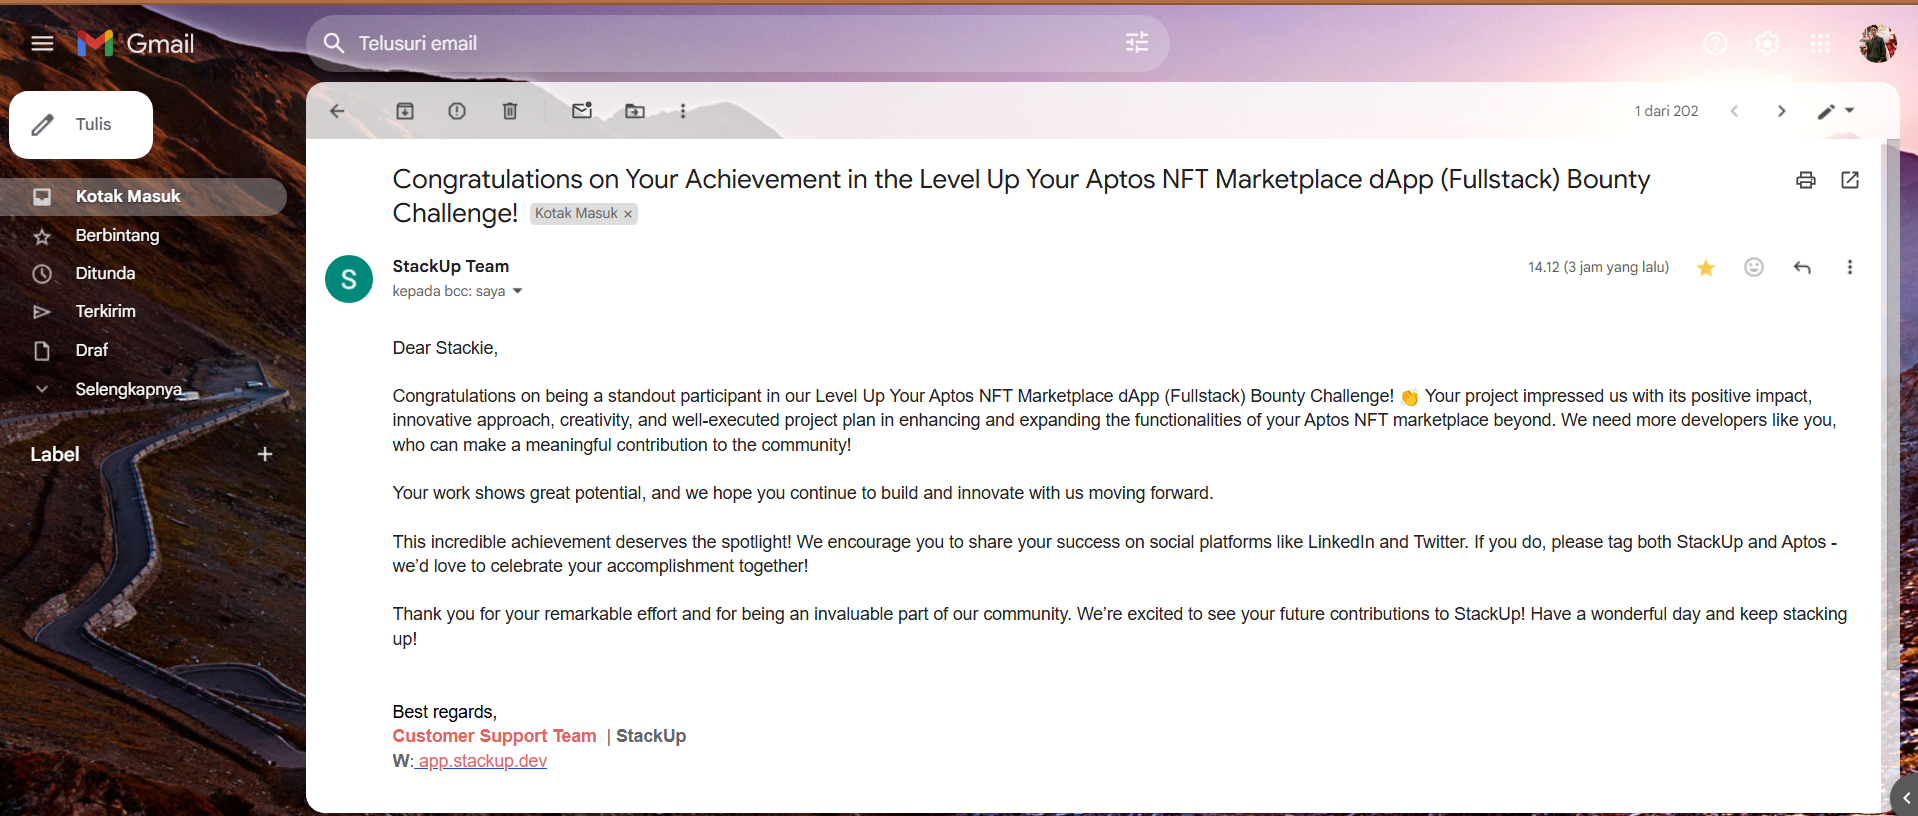 Gmail
Telusuri email
Tulis
1 dari 202
Kotak Masuk
Berbintang
Ditunda
Terkirim
Draf
Selengkapnya
Label
Congratulations on Your Achievement in the Level Up Your Aptos NFT Marketplace dApp (Fullstack) Bounty
Challenge! Kotak Masuk ×
S
StackUp Team
14.12 (3 jam yang lalu)
kepada bcc: saya
Dear Stackie,
Congratulations on being a standout participant in our Level Up Your Aptos NFT Marketplace dApp (Fullstack) Bounty Challenge! 👏 Your project impressed us with its positive impact,
innovative approach, creativity, and well-executed project plan in enhancing and expanding the functionalities of your Aptos NFT marketplace beyond. We need more developers like you,
who can make a meaningful contribution to the community!
Your work shows great potential, and we hope you continue to build and innovate with us moving forward.
This incredible achievement deserves the spotlight! We encourage you to share your success on social platforms like LinkedIn and Twitter. If you do, please tag both StackUp and Aptos -
we’d love to celebrate your accomplishment together!
Thank you for your remarkable effort and for being an invaluable part of our community. We’re excited to see your future contributions to StackUp! Have a wonderful day and keep stacking
up!
Best regards,
Customer Support Team | StackUp
W: app.stackup.dev